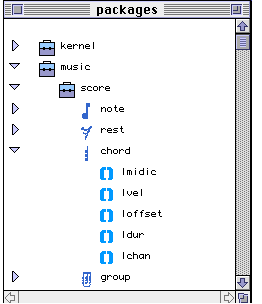 packages
kernel
music
score
note
rest
chord
lmidic
lvel
loffset
ldur
lchan
group